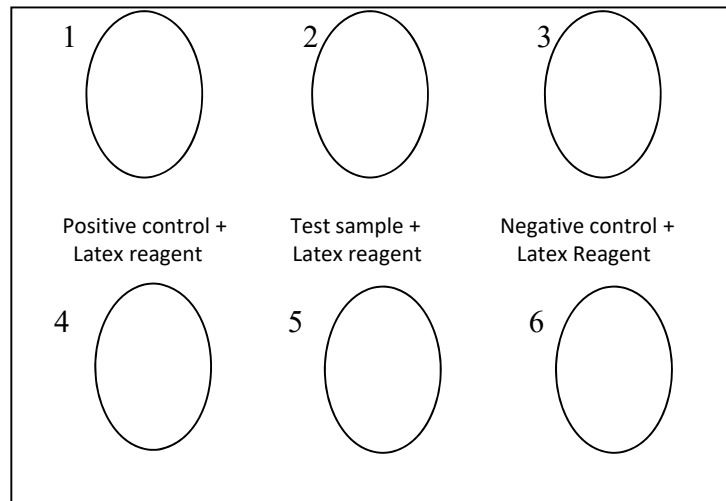 1 2 3
Positive control + Test sample + Negative control +
Latex reagent Latex reagent Latex Reagent
4 5 6